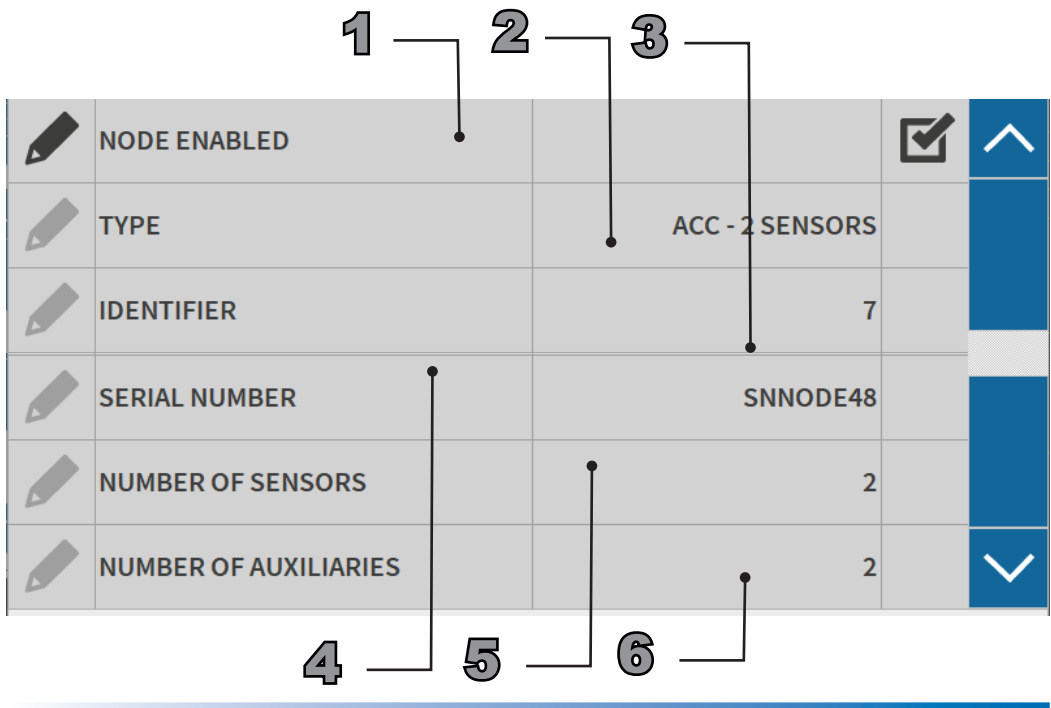 1 2 3
NODE ENABLED
TYPE ACC - 2 SENSORS
IDENTIFIER 7
SERIAL NUMBER SNNODE48
NUMBER OF SENSORS 2
NUMBER OF AUXILIARIES 2
4 5 6